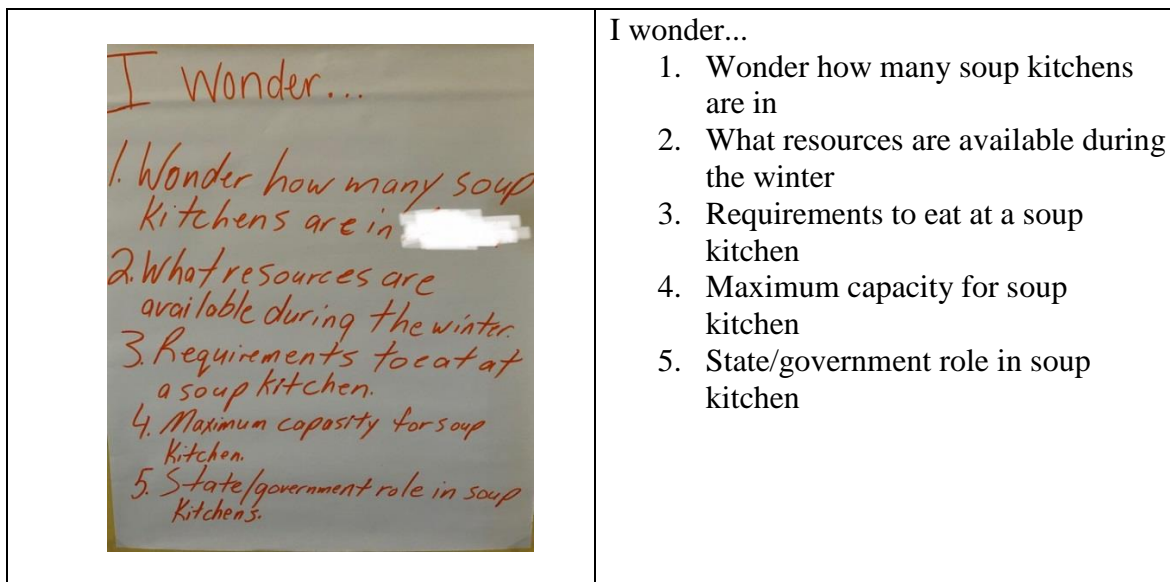 I Wonder...
1. Wonder how many soup
Kitchens are in
2. What resources are
available during the winter.
3. Requirements to eat at
a soup kitchen.
4. Maximum capasity for soup
Kitchen.
5. State/government role in soup
Kitchens.
I wonder...
1. Wonder how many soup kitchens
are in
2. What resources are available during
the winter
3. Requirements to eat at a soup
kitchen
4. Maximum capacity for soup
kitchen
5. State/government role in soup
kitchen